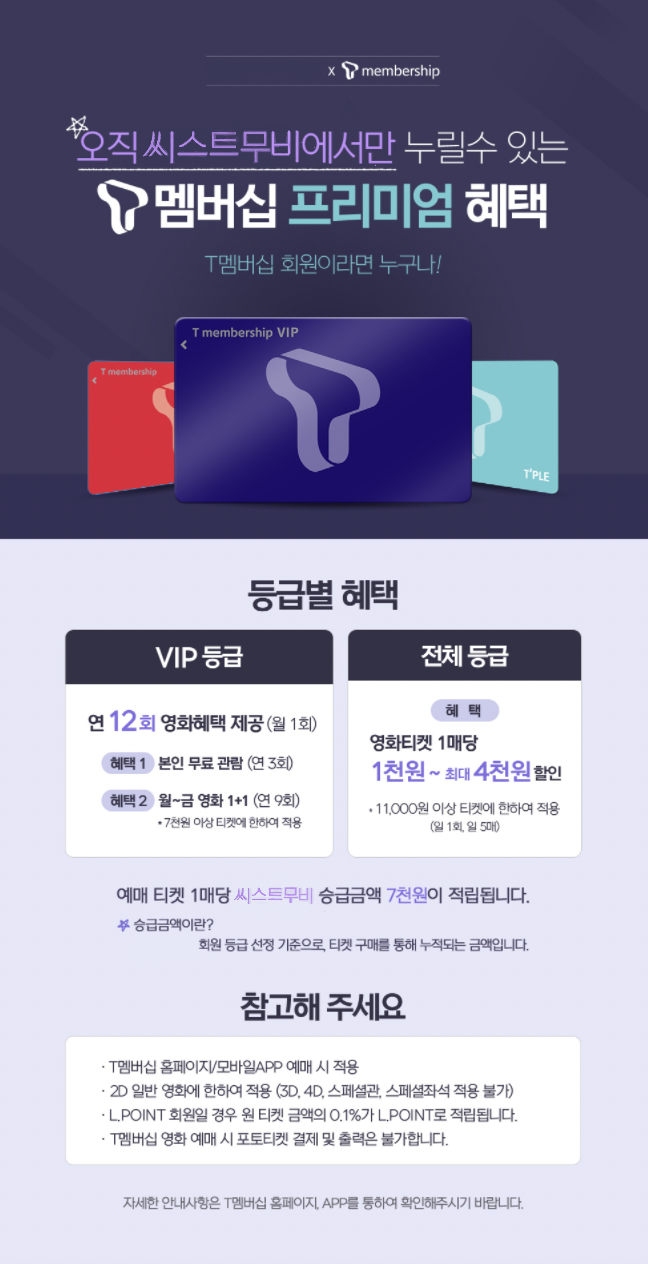 x T membership
오직 씨스트무비에서만 누릴수 있는
T 멤버십 프리미엄 혜택
T멤버십 회원이라면 누구나!
T membership VIP
T membership
T⁺PLE
등급별 혜택
VIP 등급
연 12회 영화혜택 제공 (월 1회)
혜택 1 본인 무료 관람 (연 3회)
혜택 2 월~금 영화 1+1 (연 9회)
* 7천원 이상 티켓에 한하여 적용
전체 등급
혜 택
영화티켓 1매당
1천원 ~ 최대 4천원 할인
* 11,000원 이상 티켓에 한하여 적용
(일 1회, 일 5매)
예매 티켓 1매당 씨스트무비 승급금액 7천원이 적립됩니다.
승급금액이란?
회원 등급 선정 기준으로, 티켓 구매를 통해 누적되는 금액입니다.
참고해 주세요
· T멤버십 홈페이지/모바일APP 예매 시 적용
· 2D 일반 영화에 한하여 적용 (3D, 4D, 스페셜관, 스페셜좌석 적용 불가)
· L.POINT 회원일 경우 원 티켓 금액의 0.1%가 L.POINT로 적립됩니다.
· T멤버십 영화 예매 시 포토티켓 결제 및 출력은 불가합니다.
자세한 안내사항은 T멤버십 홈페이지, APP를 통하여 확인해주시기 바랍니다.